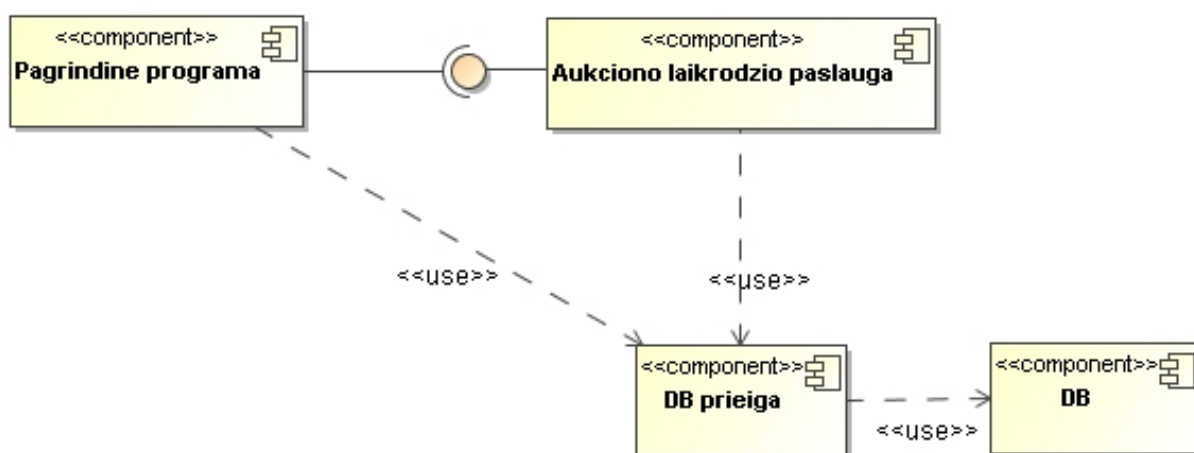 <<component>>
Pagrindine programa
<<component>>
Aukciono laikrodzio paslauga
<<use>>
<<use>>
<<component>>
DB prieiga
<<component>>
DB
<<use>>